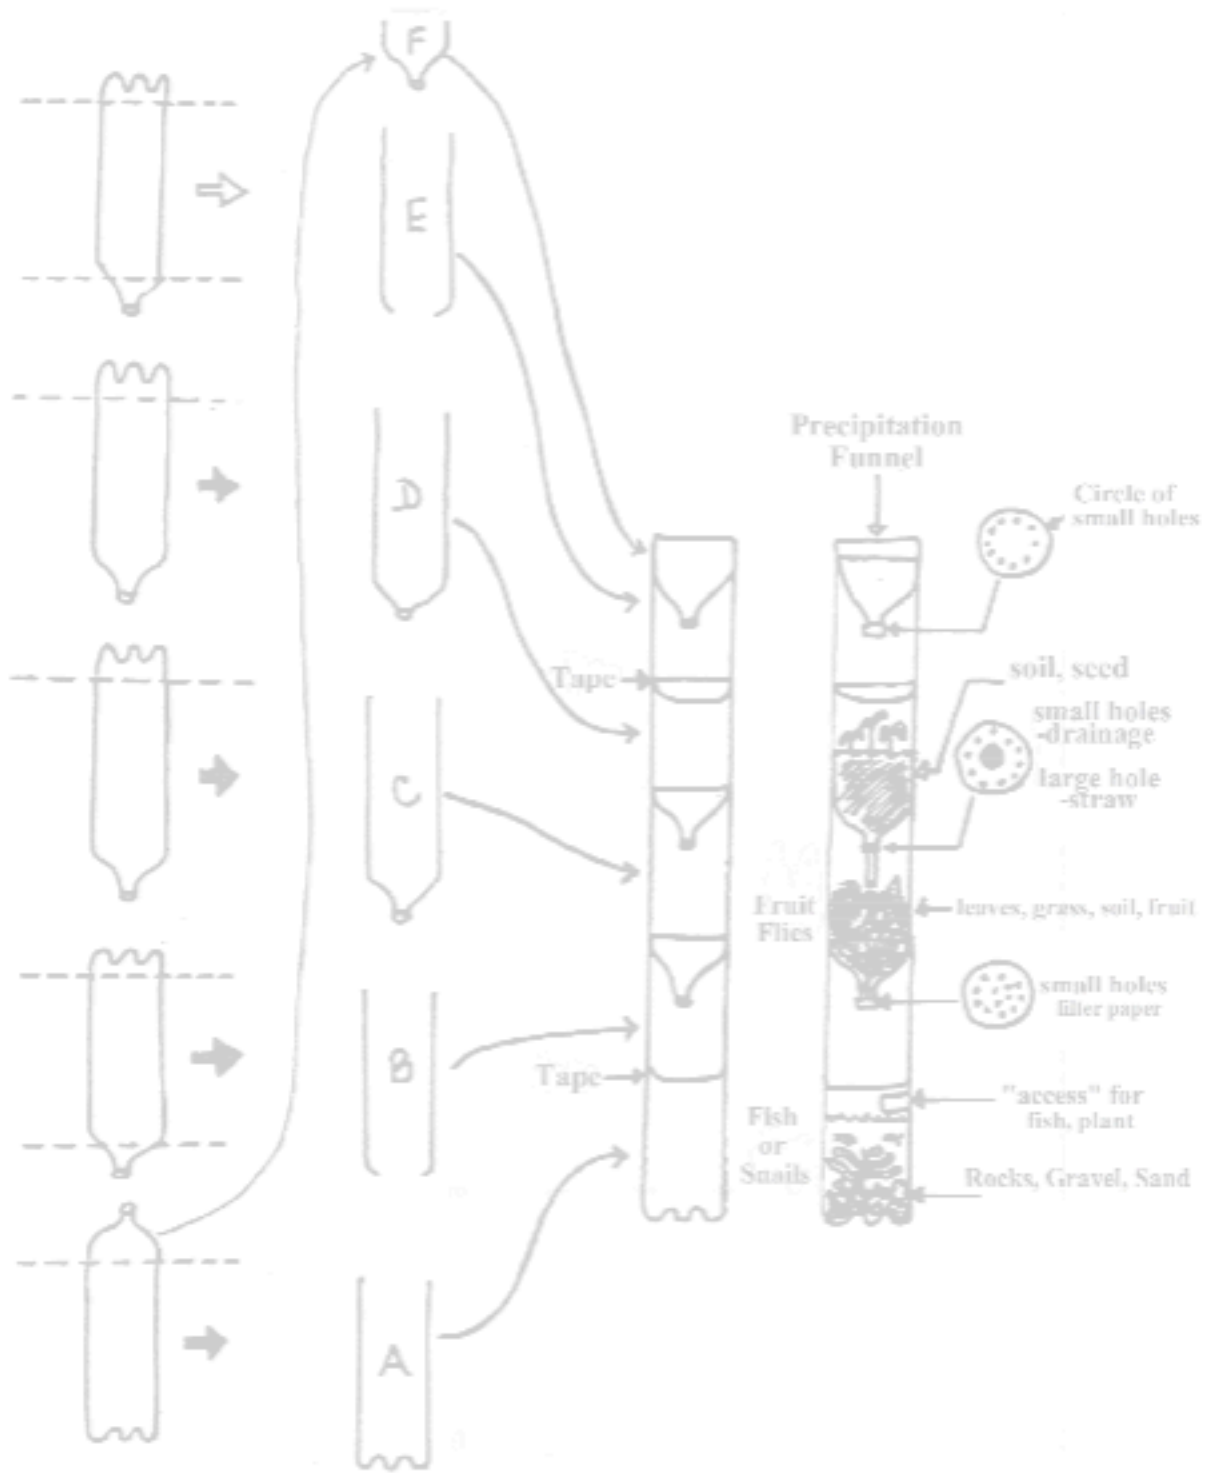 F
E
D
C
B
A
Tape
Tape
Precipitation
Funnel
Circle of
small holes
soil, seed
small holes
-drainage
large hole
-straw
Fruit
Flies
leaves, grass, soil, fruit
small holes
filter paper
"access" for
fish, plant
Fish
or
Snails
Rocks, Gravel, Sand